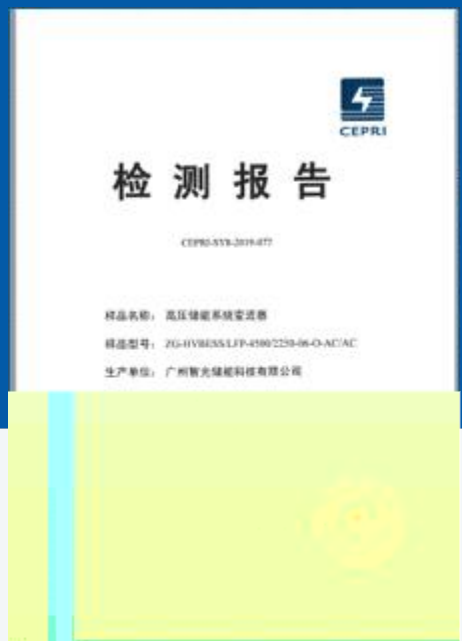 CEPRI
检测报告
CEPRI-SY8-2019-077
样品名称： 高压储能系统变流器
样品型号： ZG-HVBESS/LFP-4500/2250-06-O-AC/AC
生产单位： 广州智光储能科技有限公司